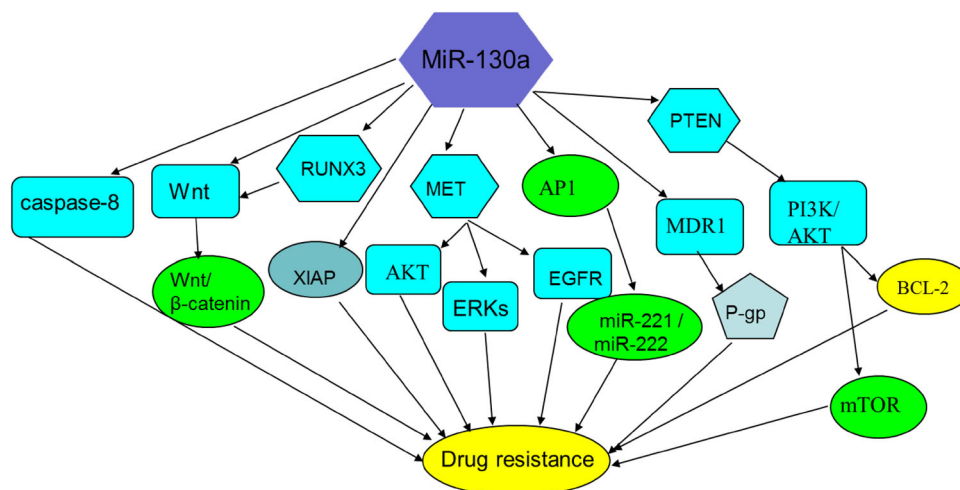 MiR-130a
PTEN
RUNX3
caspase-8
Wnt
MET
AP1
MDR1
PI3K/
AKT
Wnt/
β-catenin
XIAP
AKT
ERKs
EGFR
miR-221 /
miR-222
P-gp
BCL-2
mTOR
Drug resistance